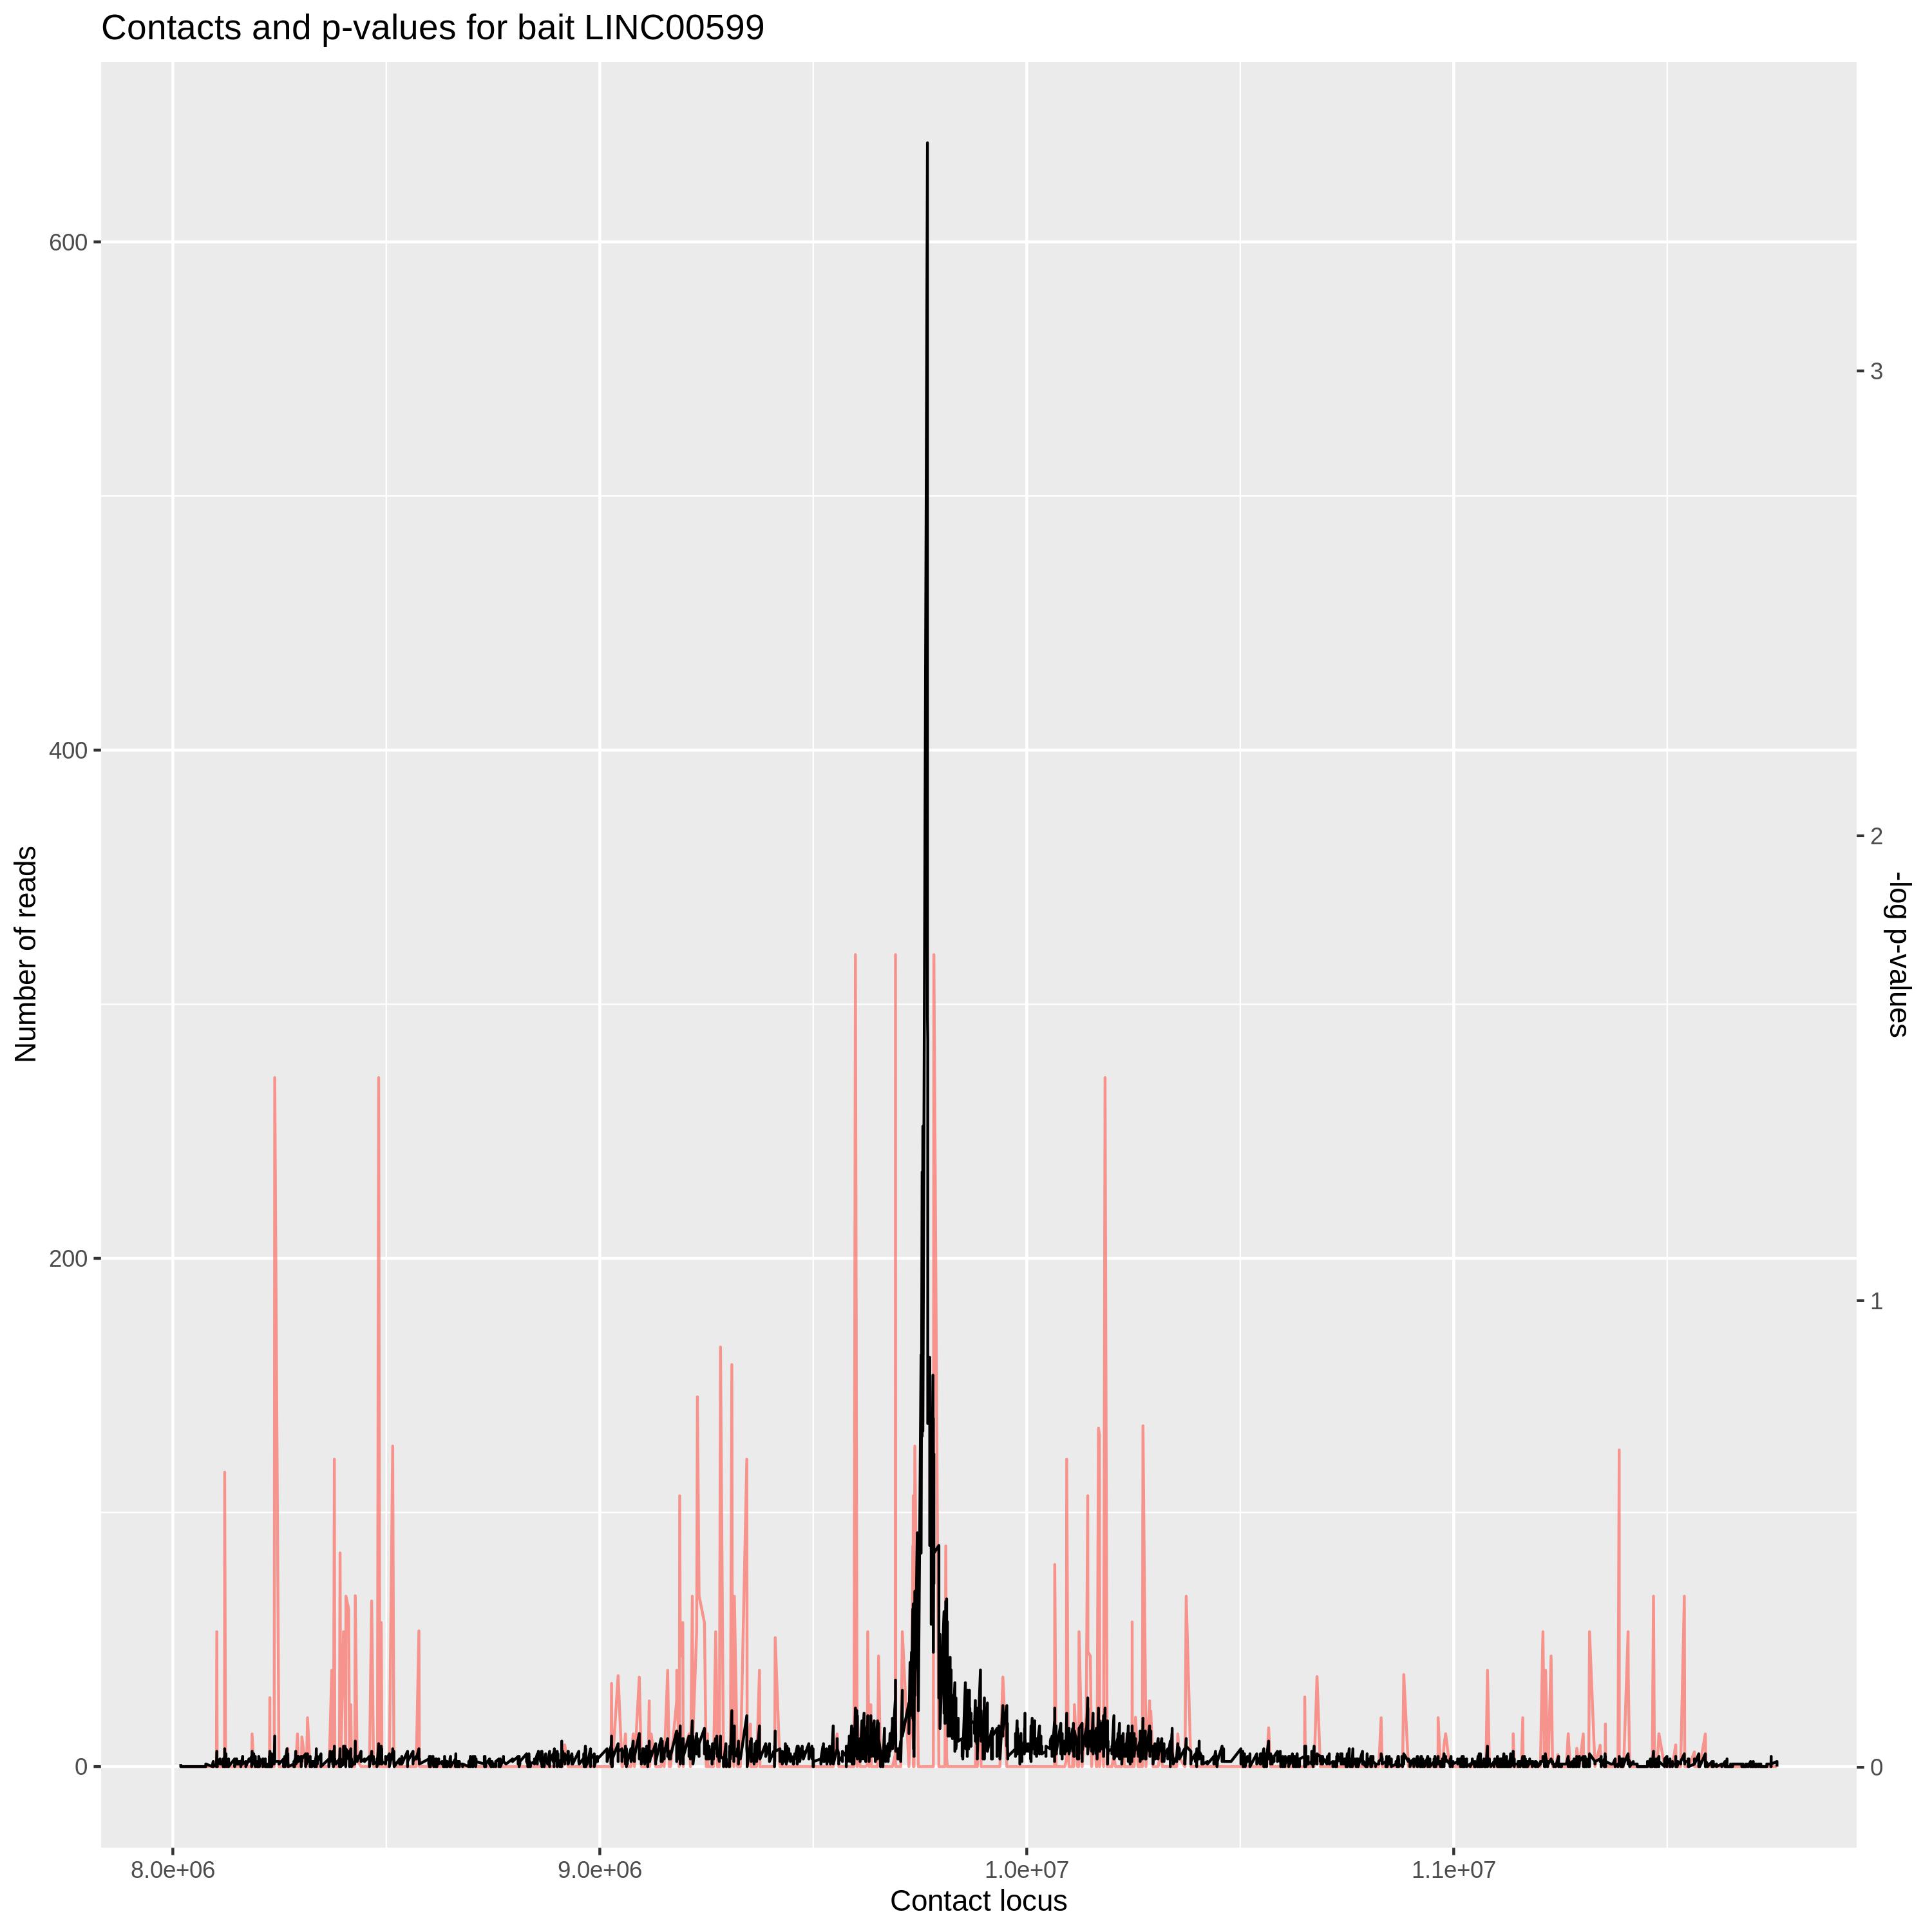 Contacts and p-values for bait LINC00599
600
400
200
0
3
2
1
0
Number of reads
-log p-values
8.0e+06
9.0e+06
1.0e+07
1.1e+07
Contact locus